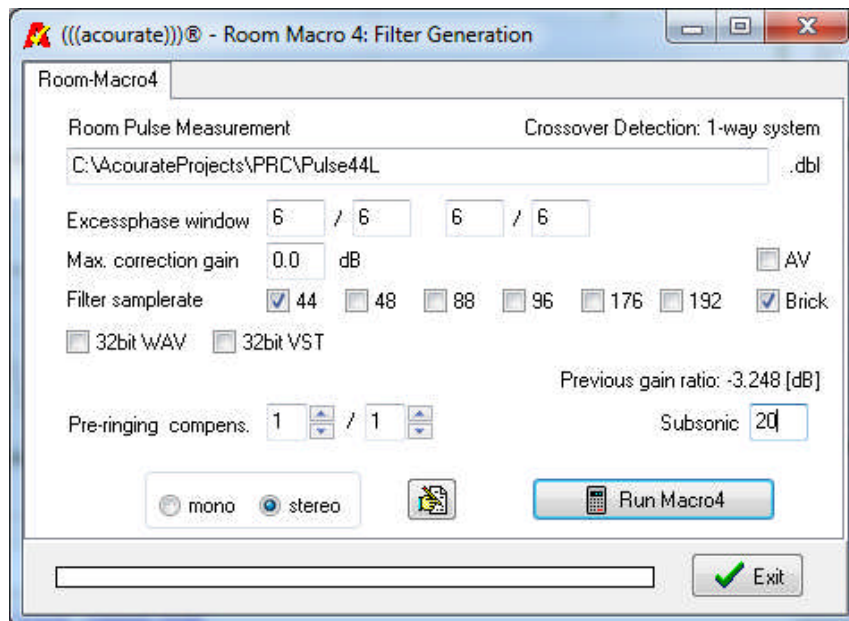 (((acourate)))® - Room Macro 4: Filter Generation
Room-Macro4
Room Pulse Measurement Crossover Detection: 1-way system
C:\AcourateProjects\PRC\Pulse44L .dbl
Excessphase window 6 / 6 6 / 6
Max. correction gain 0.0 dB AV
Filter samplerate 44 48 88 96 176 192 Brick
32bit WAV 32bit VST
Previous gain ratio: -3.248 [dB]
Pre-ringing compens. 1 / 1 Subsonic 20
mono stereo Run Macro4
Exit